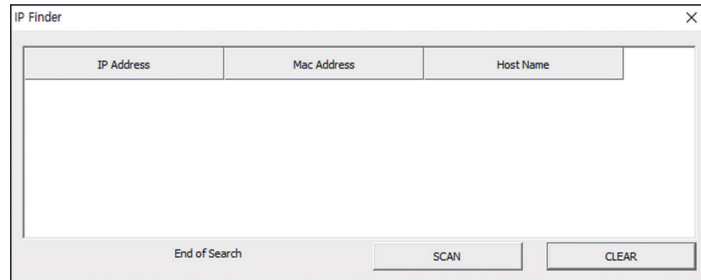 IP Finder
IP Address Mac Address Host Name
End of Search SCAN CLEAR